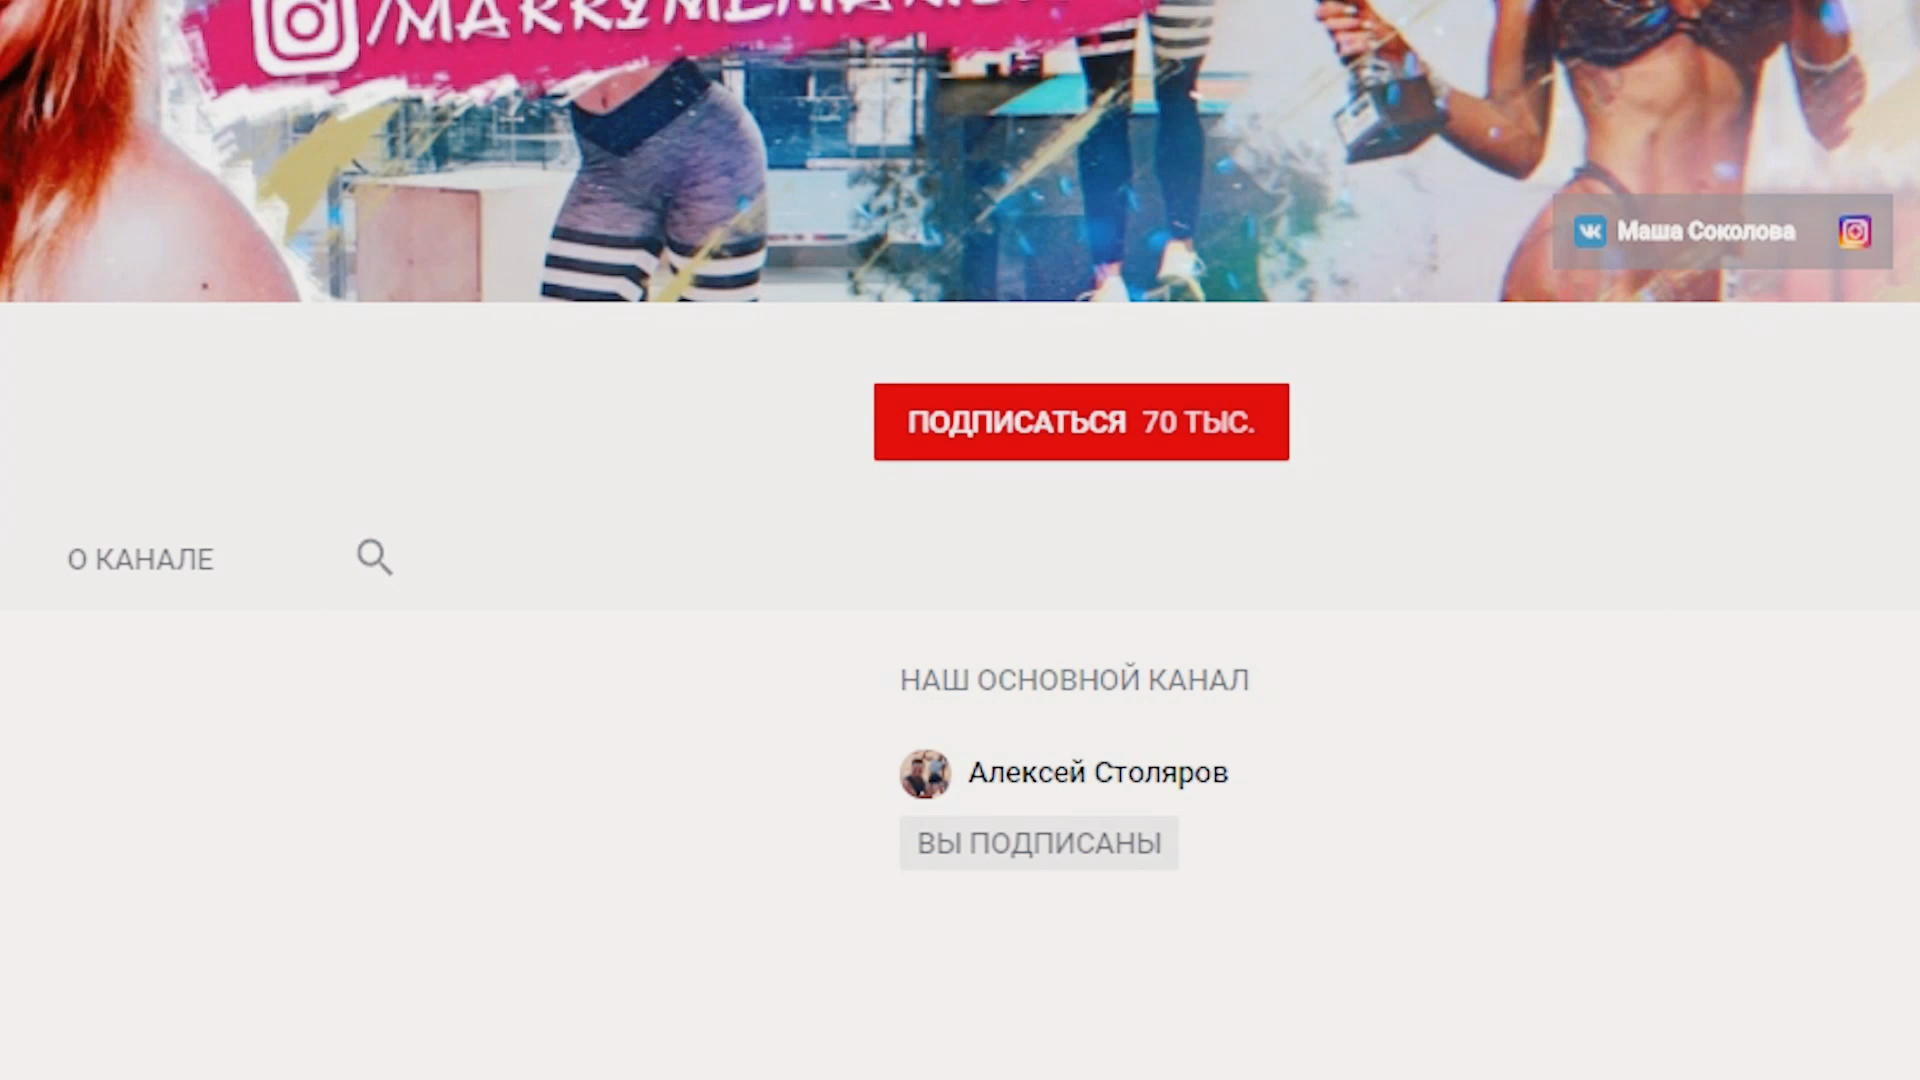 Маша Соколова
ПОДПИСАТЬСЯ 70 ТЫС.
О КАНАЛЕ
НАШ ОСНОВНОЙ КАНАЛ
Алексей Столяров
ВЫ ПОДПИСАНЫ